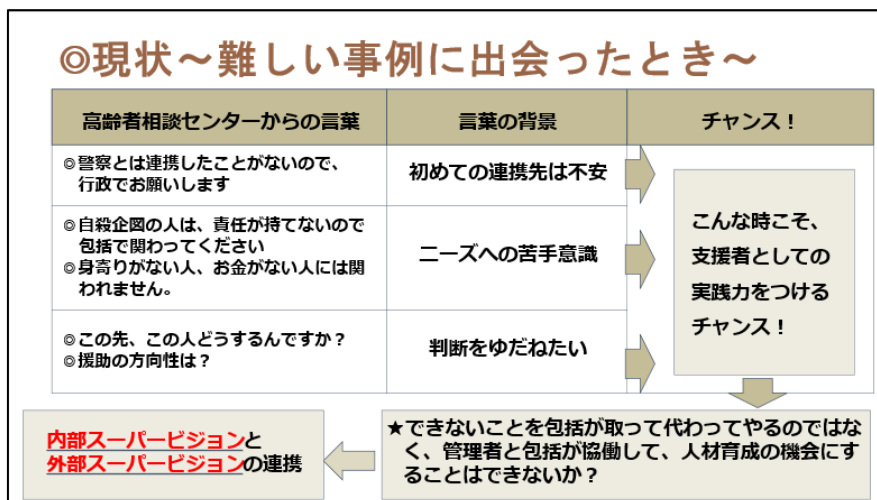 ◎現状～難しい事例に出会ったとき～
高齢者相談センターからの言葉
言葉の背景
チャンス！
◎警察とは連携したことがないので、
行政でお願いします
初めての連携先は不安
◎自殺企図の人は、責任が持てないので
包括で関わってください
◎身寄りがない人、お金がない人には関
われません。
ニーズへの苦手意識
◎この先、この人どうするんですか？
◎援助の方向性は？
判断をゆだねたい
こんな時こそ、
支援者としての
実践力をつける
チャンス！
★できないことを包括が取って代わってやるのではな
く、管理者と包括が協働して、人材育成の機会にす
ることはできないか？
内部スーパービジョンと
外部スーパービジョンの連携